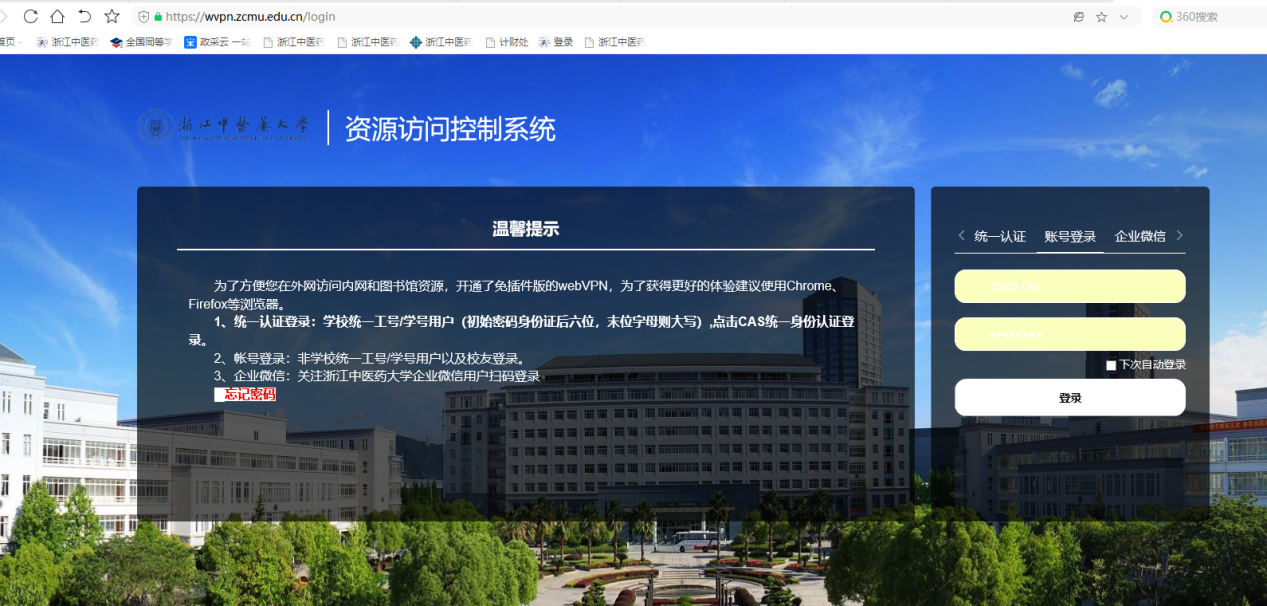 https://wvpn.zcmu.edu.cn/login
360搜索
首页
浙江中医药
全国同等学
政采云 一站
浙江中医药
浙江中医药
浙江中医药
计财处
登录
浙江中医药
浙江中医药大学
资源访问控制系统
温馨提示
为了方便您在外网访问内网和图书馆资源，开通了免插件版的webVPN，为了获得更好的体验建议使用Chrome、
Firefox等浏览器。
1、统一认证登录：学校统一工号/学号用户（初始密码身份证后六位，末位字母则大写）,点击CAS统一身份认证登
录。
2、帐号登录：非学校统一工号/学号用户以及校友登录。
3、企业微信：关注浙江中医药大学企业微信用户扫码登录
忘记密码
统一认证
账号登录
企业微信
下次自动登录
登录